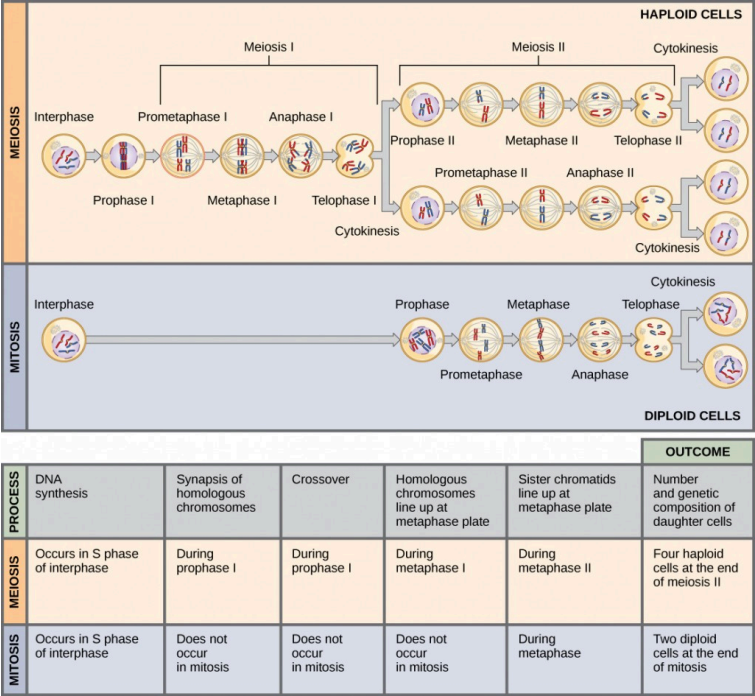 HAPLOID CELLS
MEIOSIS
Meiosis I
Meiosis II
Cytokinesis
Interphase
Prometaphase I
Anaphase I
Prophase II
Metaphase II
Telophase II
Prometaphase II
Anaphase II
Prophase I
Metaphase I
Telophase I
Cytokinesis
Cytokinesis
MITOSIS
Cytokinesis
Interphase
Prophase
Metaphase
Telophase
Prometaphase
Anaphase
DIPLOID CELLS
OUTCOME
PROCESS
DNA
synthesis
Synapsis of
homologous
chromosomes
Crossover
Homologous
chromosomes
line up at
metaphase plate
Sister chromatids
line up at
metaphase plate
Number
and genetic
composition of
daughter cells
MEIOSIS
Occurs in S phase
of interphase
During
prophase I
During
prophase I
During
metaphase I
During
metaphase II
Four haploid
cells at the end
of meiosis II
MITOSIS
Occurs in S phase
of interphase
Does not
occur
in mitosis
Does not
occur
in mitosis
Does not
occur
in mitosis
During
metaphase
Two diploid
cells at the end
of mitosis